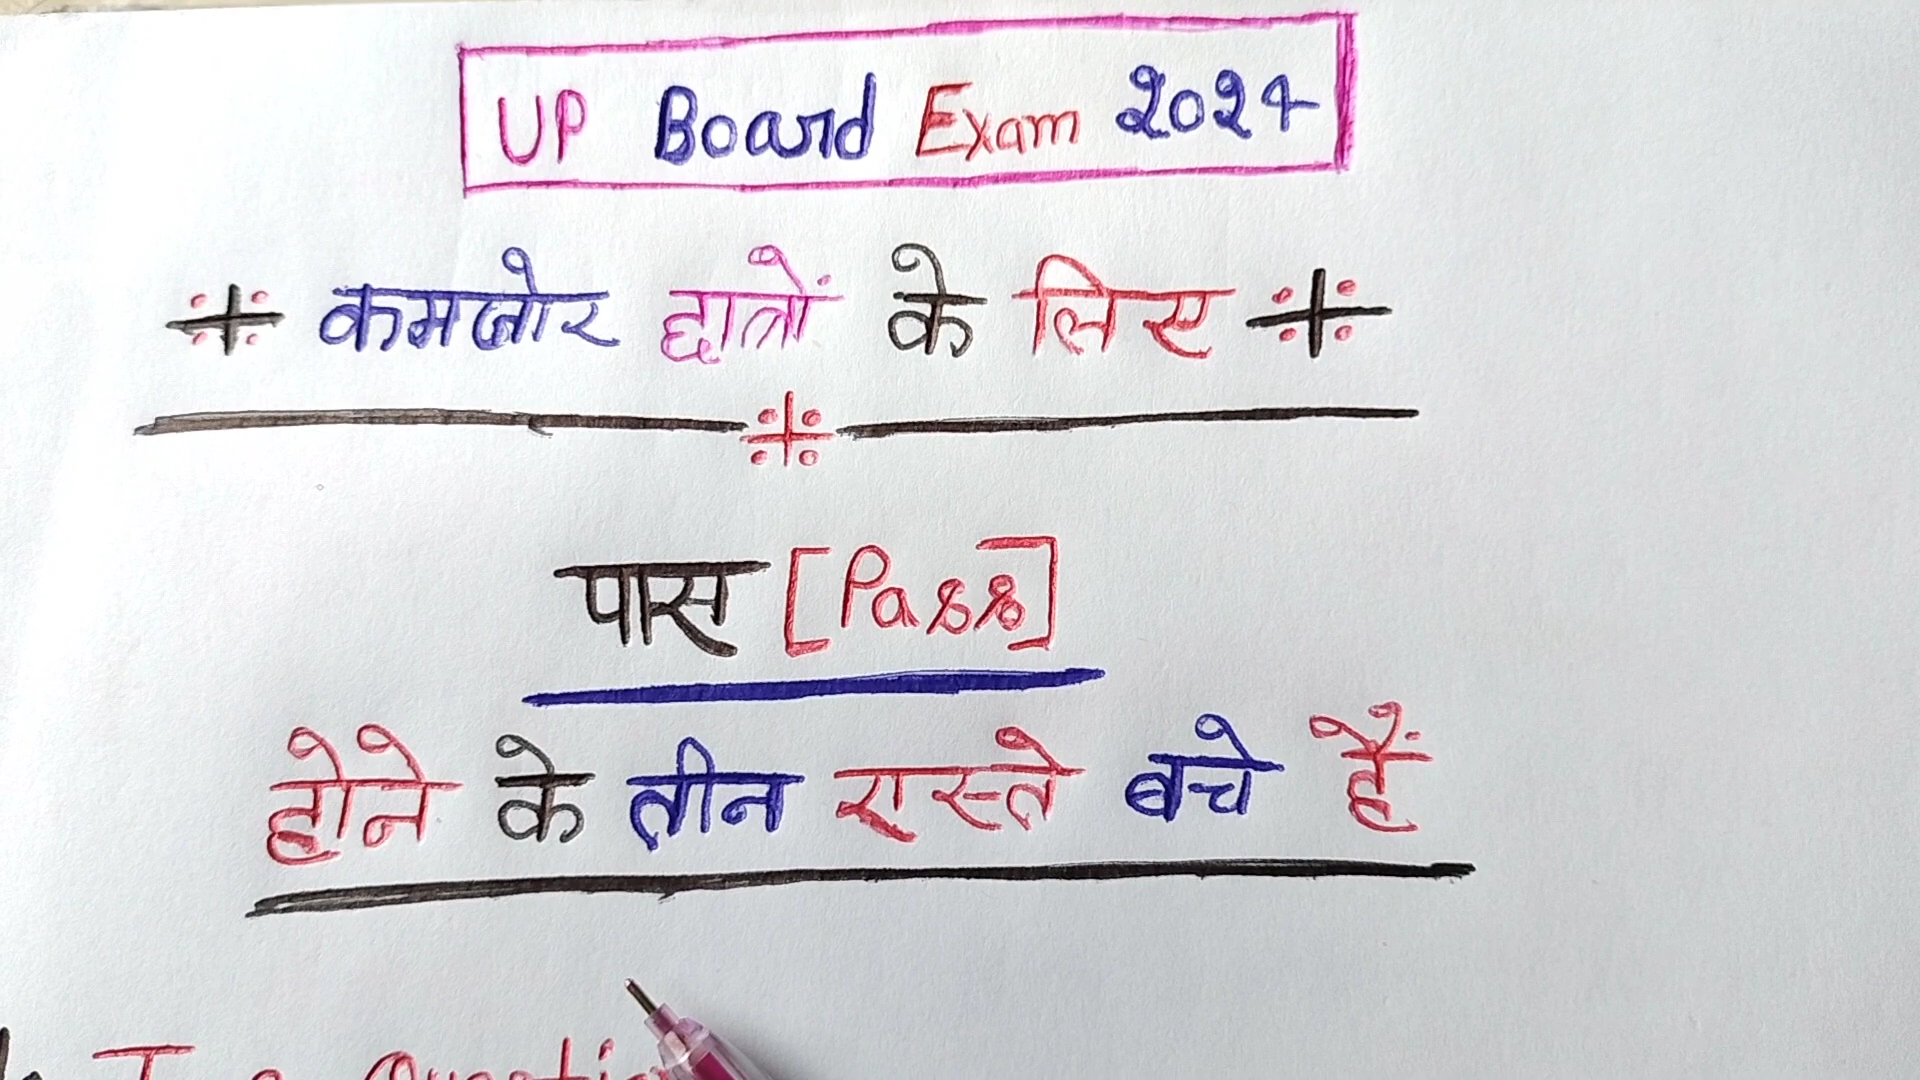 UP Board Exam 2024
कमजोर छात्रों के लिए
पास [Pass]
होने के तीन रास्ते बचे हैं